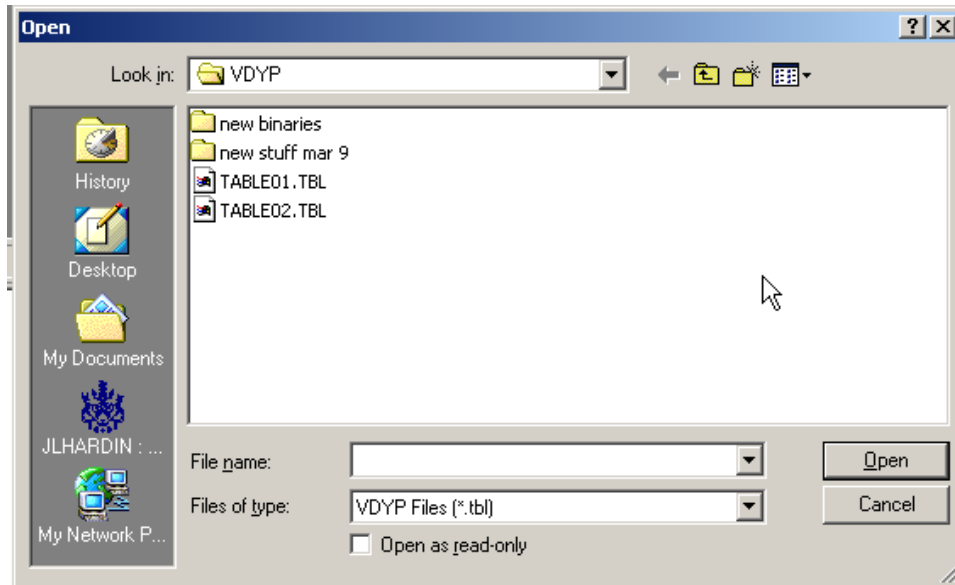 Open
Look in: VDYP
new binaries
new stuff mar 9
TABLE01.TBL
TABLE02.TBL
History
Desktop
My Documents
JLHARDIN : ...
My Network P...
File name:
Open
Files of type: VDYP Files (*.tbl)
Cancel
Open as read-only